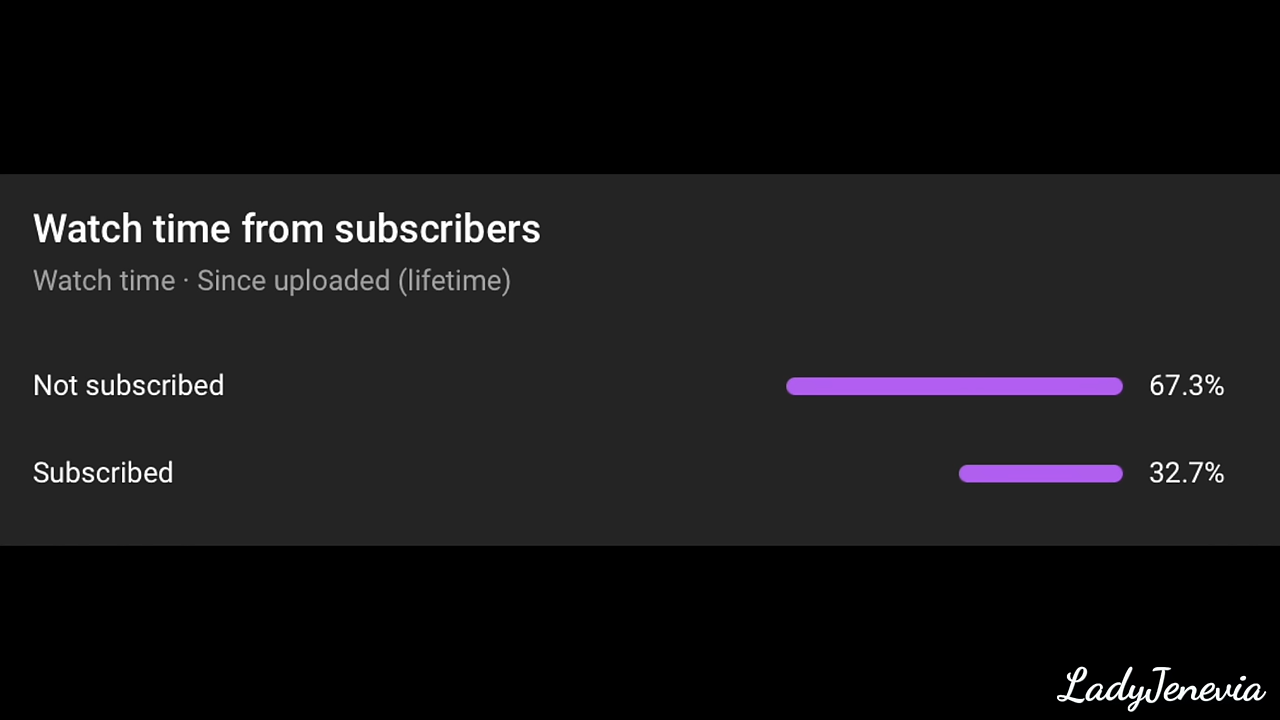 Watch time from subscribers
Watch time · Since uploaded (lifetime)
Not subscribed 67.3%
Subscribed 32.7%
LadyJenevia